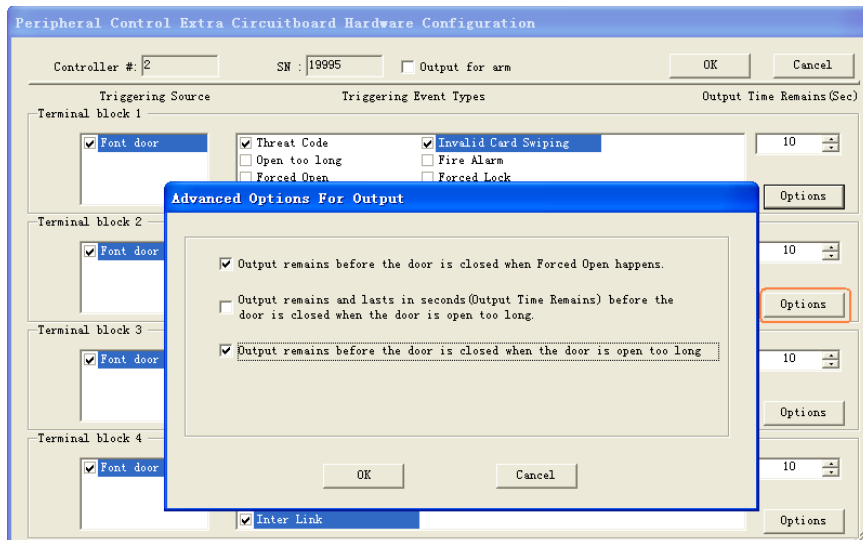 Peripheral Control Extra Circuitboard Hardware Configuration
Controller #: 2 SN : 19995 Output for arm OK Cancel
Triggering Source Triggering Event Types Output Time Remains(Sec)
Terminal block 1
Font door Threat Code Invalid Card Swiping 10
Open too long Fire Alarm
Forced Open Forced Lock
Options
Advanced Options For Output
Terminal block 2
Font door 10
Output remains before the door is closed when Forced Open happens.
Output remains and lasts in seconds(Output Time Remains) before the
door is closed when the door is open too long.
Options
Terminal block 3
Output remains before the door is closed when the door is open too long
Font door 10
Options
Terminal block 4
Font door 10
OK Cancel
Inter Link
Options